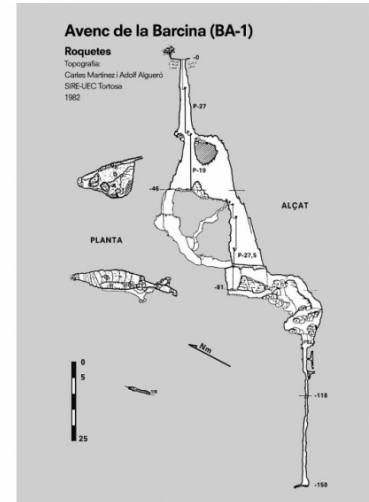 Avenc de la Barcina (BA-1)
Roquetes
Topografia:
Carles Martínez i Adolf Algueró
SIRE-UEC Tortosa
1982
-0
P-27
P-19
-46
ALÇAT
PLANTA
P-27,5
-81
Nm
0
5
25
-118
-150